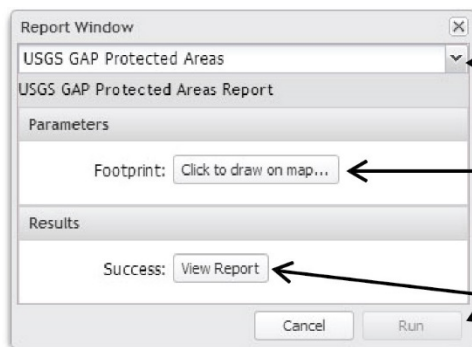 Report Window
USGS GAP Protected Areas
USGS GAP Protected Areas Report
Parameters
Footprint: Click to draw on map...
Results
Success: View Report
Cancel Run